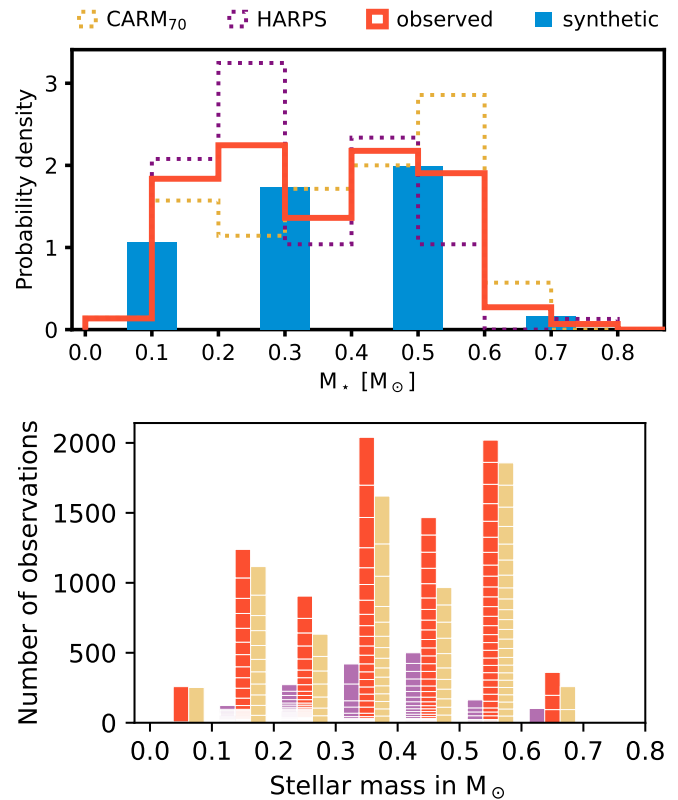 CARM₇₀ HARPS observed synthetic
3
2
1
0
Probability density
0.0 0.1 0.2 0.3 0.4 0.5 0.6 0.7 0.8
M⋆ [M⊙]
2000
1500
1000
500
0
Number of observations
0.0 0.1 0.2 0.3 0.4 0.5 0.6 0.7 0.8
Stellar mass in M⊙